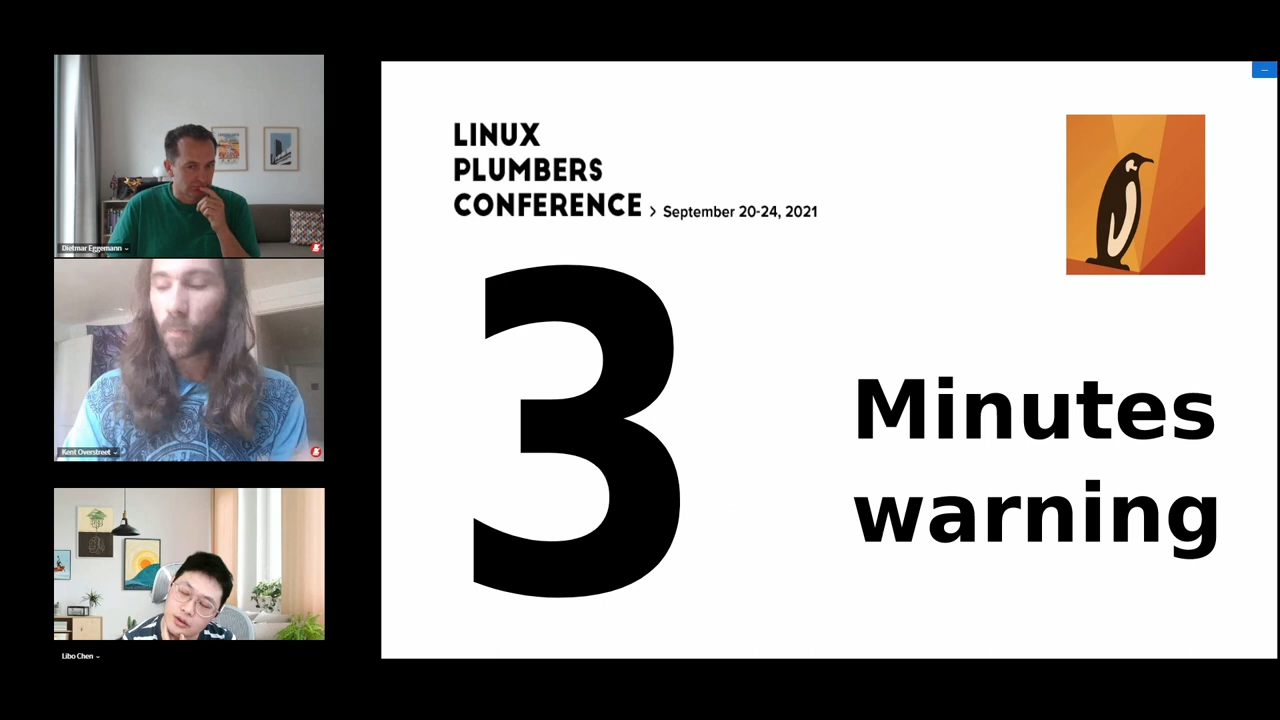 Dietmar Eggemann
Kent Overstreet
Libo Chen
LINUX
PLUMBERS
CONFERENCE > September 20-24, 2021
3
Minutes
warning